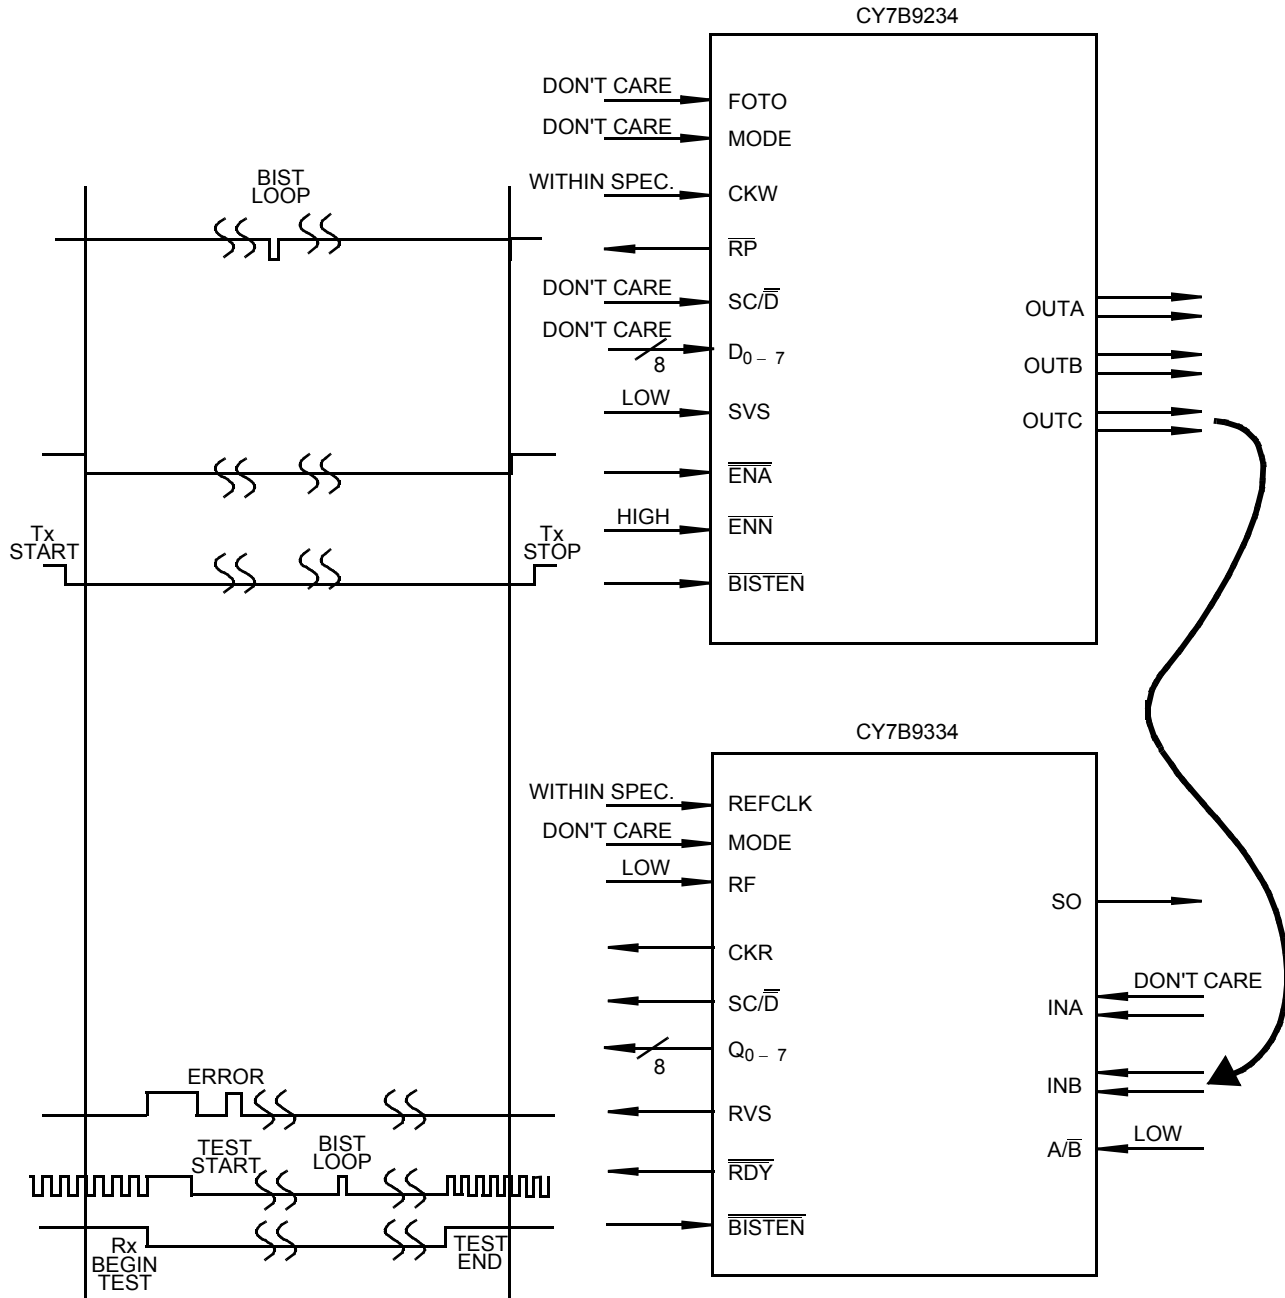 CY7B9234
DON'T CARE
FOTO
DON'T CARE
MODE
WITHIN SPEC.
CKW
RP
DON'T CARE
SC/D
DON'T CARE
8
D0 – 7
LOW
SVS
ENA
HIGH
ENN
BISTEN
OUTA
OUTB
OUTC
BIST
LOOP
Tx
START
Tx
STOP
CY7B9334
WITHIN SPEC.
REFCLK
DON'T CARE
MODE
LOW
RF
CKR
SC/D
8
Q0 – 7
RVS
RDY
BISTEN
SO
DON'T CARE
INA
INB
LOW
A/B
ERROR
TEST
START
BIST
LOOP
Rx
BEGIN
TEST
TEST
END